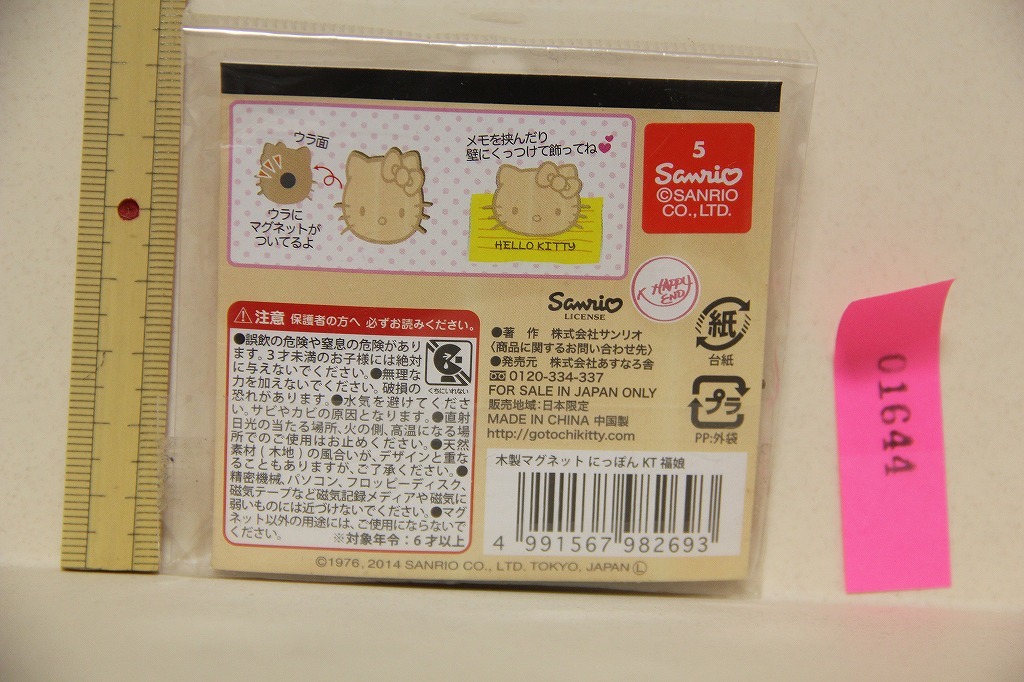 ウラ面
ウラに
マグネットが
ついてるよ
メモを挟んだり
壁にくっつけて飾ってね
HELLO KITTY
5
Sanrio
©SANRIO
CO., LTD.
HAPPY
END
Sanrio
LICENSE
注意 保護者の方へ 必ずお読みください。
●誤飲の危険や窒息の危険があり
ます。3才未満のお子様には絶対
に与えないでください。●無理な
力を加えないでください。破損の
恐れがあります。●水気を避けてくださ
い。サビやカビの原因となります。●直射
日光の当たる場所、火の側、高温になる場
所でのご使用はお止めください。●天然
素材(木地)の風合いが、デザインと重な
ることもありますが、ご了承ください。●
精密機械、パソコン、フロッピーディスク、
磁気テープなど磁気記録メディアや磁気に
弱いものには近づけないでください。●マグ
ネット以外の用途には、ご使用にならないで
ください。
※対象年令:6才以上
くちにいれない
●著 作 株式会社サンリオ
〈商品に関するお問い合わせ先〉
●発売元 株式会社あすなろ舎
0120-334-337
FOR SALE IN JAPAN ONLY
販売地域:日本限定
MADE IN CHINA 中国製
http://gotochikitty.com
紙
台紙
プラ
PP:外袋
木製マグネット にっぽん KT 福娘
4 991567 982693
©1976, 2014 SANRIO CO., LTD. TOKYO, JAPAN Ⓛ
01644